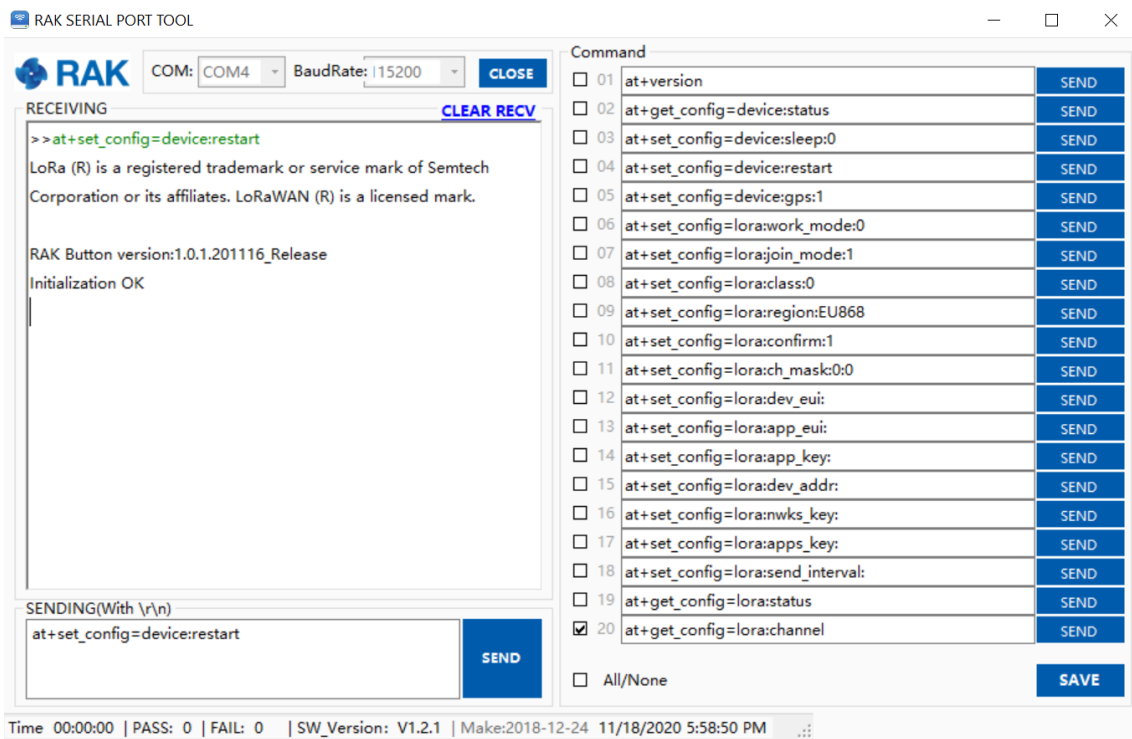 RAK SERIAL PORT TOOL
RAK COM: COM4 BaudRate: 115200 CLOSE
RECEIVING CLEAR RECV
>>at+set_config=device:restart
LoRa (R) is a registered trademark or service mark of Semtech
Corporation or its affiliates. LoRaWAN (R) is a licensed mark.
RAK Button version:1.0.1.201116_Release
Initialization OK
SENDING(With \r\n)
at+set_config=device:restart
SEND
Command
01 at+version SEND
02 at+get_config=device:status SEND
03 at+set_config=device:sleep:0 SEND
04 at+set_config=device:restart SEND
05 at+set_config=device:gps:1 SEND
06 at+set_config=lora:work_mode:0 SEND
07 at+set_config=lora:join_mode:1 SEND
08 at+set_config=lora:class:0 SEND
09 at+set_config=lora:region:EU868 SEND
10 at+set_config=lora:confirm:1 SEND
11 at+set_config=lora:ch_mask:0:0 SEND
12 at+set_config=lora:dev_eui: SEND
13 at+set_config=lora:app_eui: SEND
14 at+set_config=lora:app_key: SEND
15 at+set_config=lora:dev_addr: SEND
16 at+set_config=lora:nwks_key: SEND
17 at+set_config=lora:apps_key: SEND
18 at+set_config=lora:send_interval: SEND
19 at+get_config=lora:status SEND
20 at+get_config=lora:channel SEND
All/None SAVE
Time 00:00:00 | PASS: 0 | FAIL: 0 | SW_Version: V1.2.1 | Make:2018-12-24 11/18/2020 5:58:50 PM